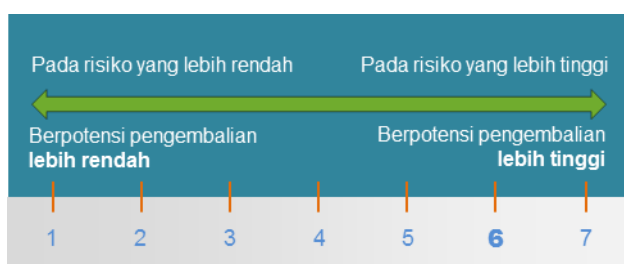 Pada risiko yang lebih rendah Pada risiko yang lebih tinggi
Berpotensi pengembalian Berpotensi pengembalian
lebih rendah lebih tinggi
1 2 3 4 5 6 7